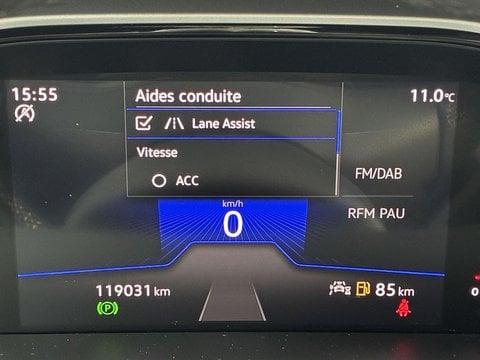 15:55
Aides conduite
11.0°C
Lane Assist
Vitesse
ACC
FM/DAB
km/h
0
RFM PAU
119031 km
85 km
P
0